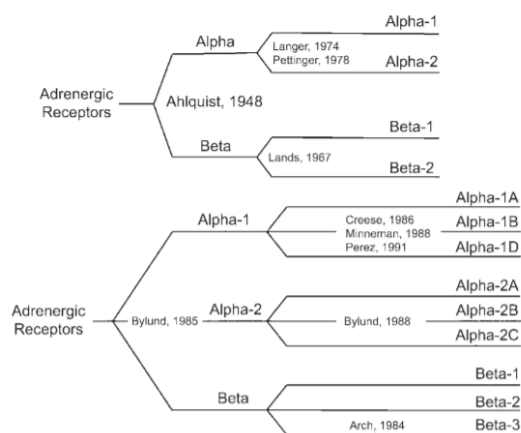 Alpha-1
Alpha
Langer, 1974
Pettinger, 1978
Alpha-2
Adrenergic
Receptors
Ahlquist, 1948
Beta-1
Beta
Lands, 1967
Beta-2
Alpha-1A
Alpha-1
Creese, 1986
Minneman, 1988
Perez, 1991
Alpha-1B
Alpha-1D
Alpha-2A
Adrenergic
Receptors
Bylund, 1985
Alpha-2
Bylund, 1988
Alpha-2B
Alpha-2C
Beta-1
Beta
Beta-2
Arch, 1984
Beta-3